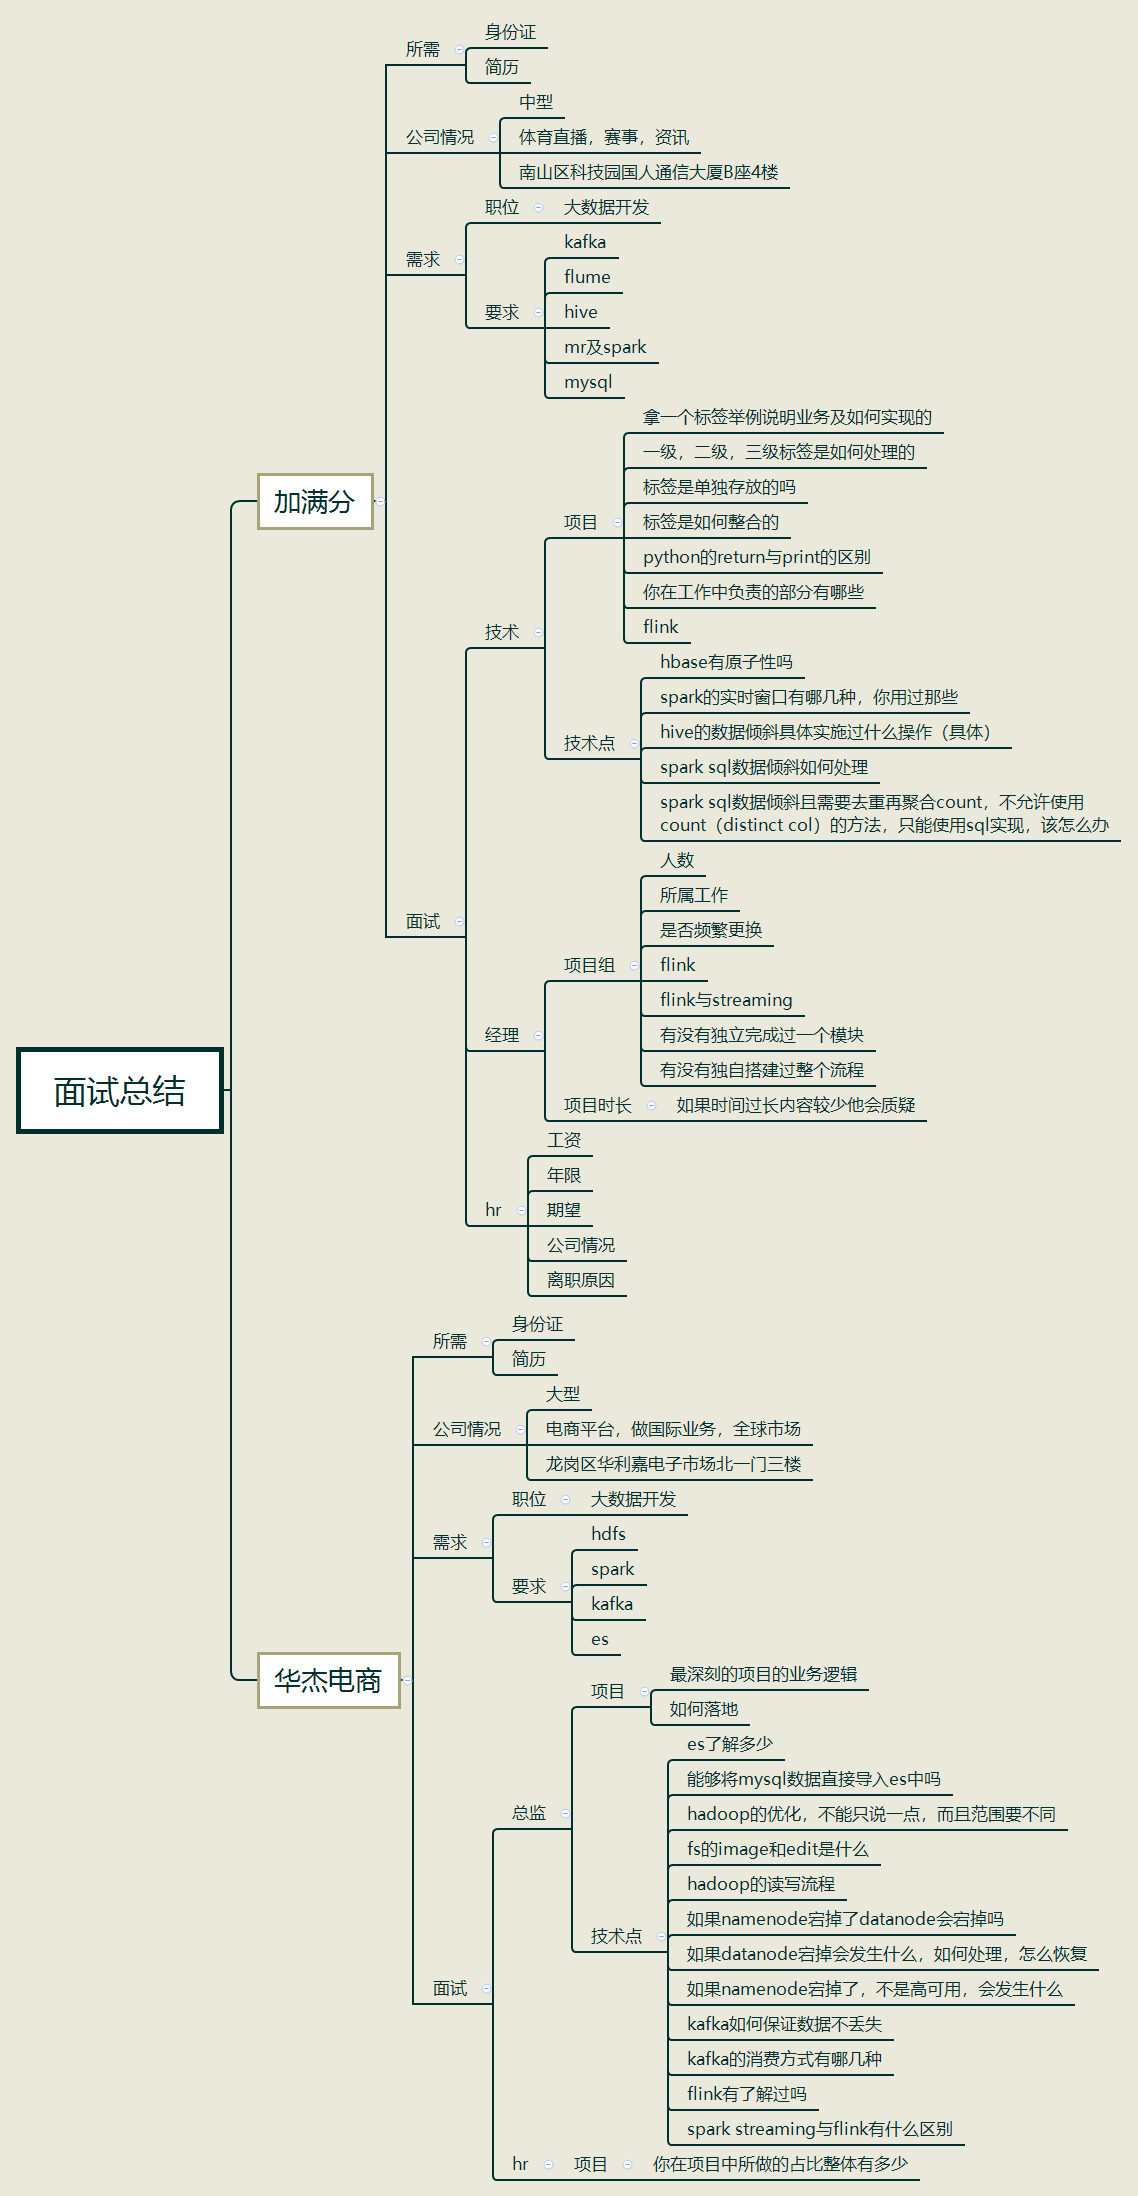 面试总结
加满分
所需
身份证
简历
公司情况
中型
体育直播，赛事，资讯
南山区科技园国人通信大厦B座4楼
需求
职位
大数据开发
要求
kafka
flume
hive
mr及spark
mysql
面试
技术
项目
拿一个标签举例说明业务及如何实现的
一级，二级，三级标签是如何处理的
标签是单独存放的吗
标签是如何整合的
python的return与print的区别
你在工作中负责的部分有哪些
flink
技术点
hbase有原子性吗
spark的实时窗口有哪几种，你用过那些
hive的数据倾斜具体实施过什么操作（具体）
spark sql数据倾斜如何处理
spark sql数据倾斜且需要去重再聚合count，不允许使用
count（distinct col）的方法，只能使用sql实现，该怎么办
经理
项目组
人数
所属工作
是否频繁更换
flink
flink与streaming
有没有独立完成过一个模块
有没有独自搭建过整个流程
项目时长
如果时间过长内容较少他会质疑
hr
工资
年限
期望
公司情况
离职原因
华杰电商
所需
身份证
简历
公司情况
大型
电商平台，做国际业务，全球市场
龙岗区华利嘉电子市场北一门三楼
需求
职位
大数据开发
要求
hdfs
spark
kafka
es
面试
总监
项目
最深刻的项目的业务逻辑
如何落地
技术点
es了解多少
能够将mysql数据直接导入es中吗
hadoop的优化，不能只说一点，而且范围要不同
fs的image和edit是什么
hadoop的读写流程
如果namenode宕掉了datanode会宕掉吗
如果datanode宕掉会发生什么，如何处理，怎么恢复
如果namenode宕掉了，不是高可用，会发生什么
kafka如何保证数据不丢失
kafka的消费方式有哪几种
flink有了解过吗
spark streaming与flink有什么区别
hr
项目
你在项目中所做的占比整体有多少